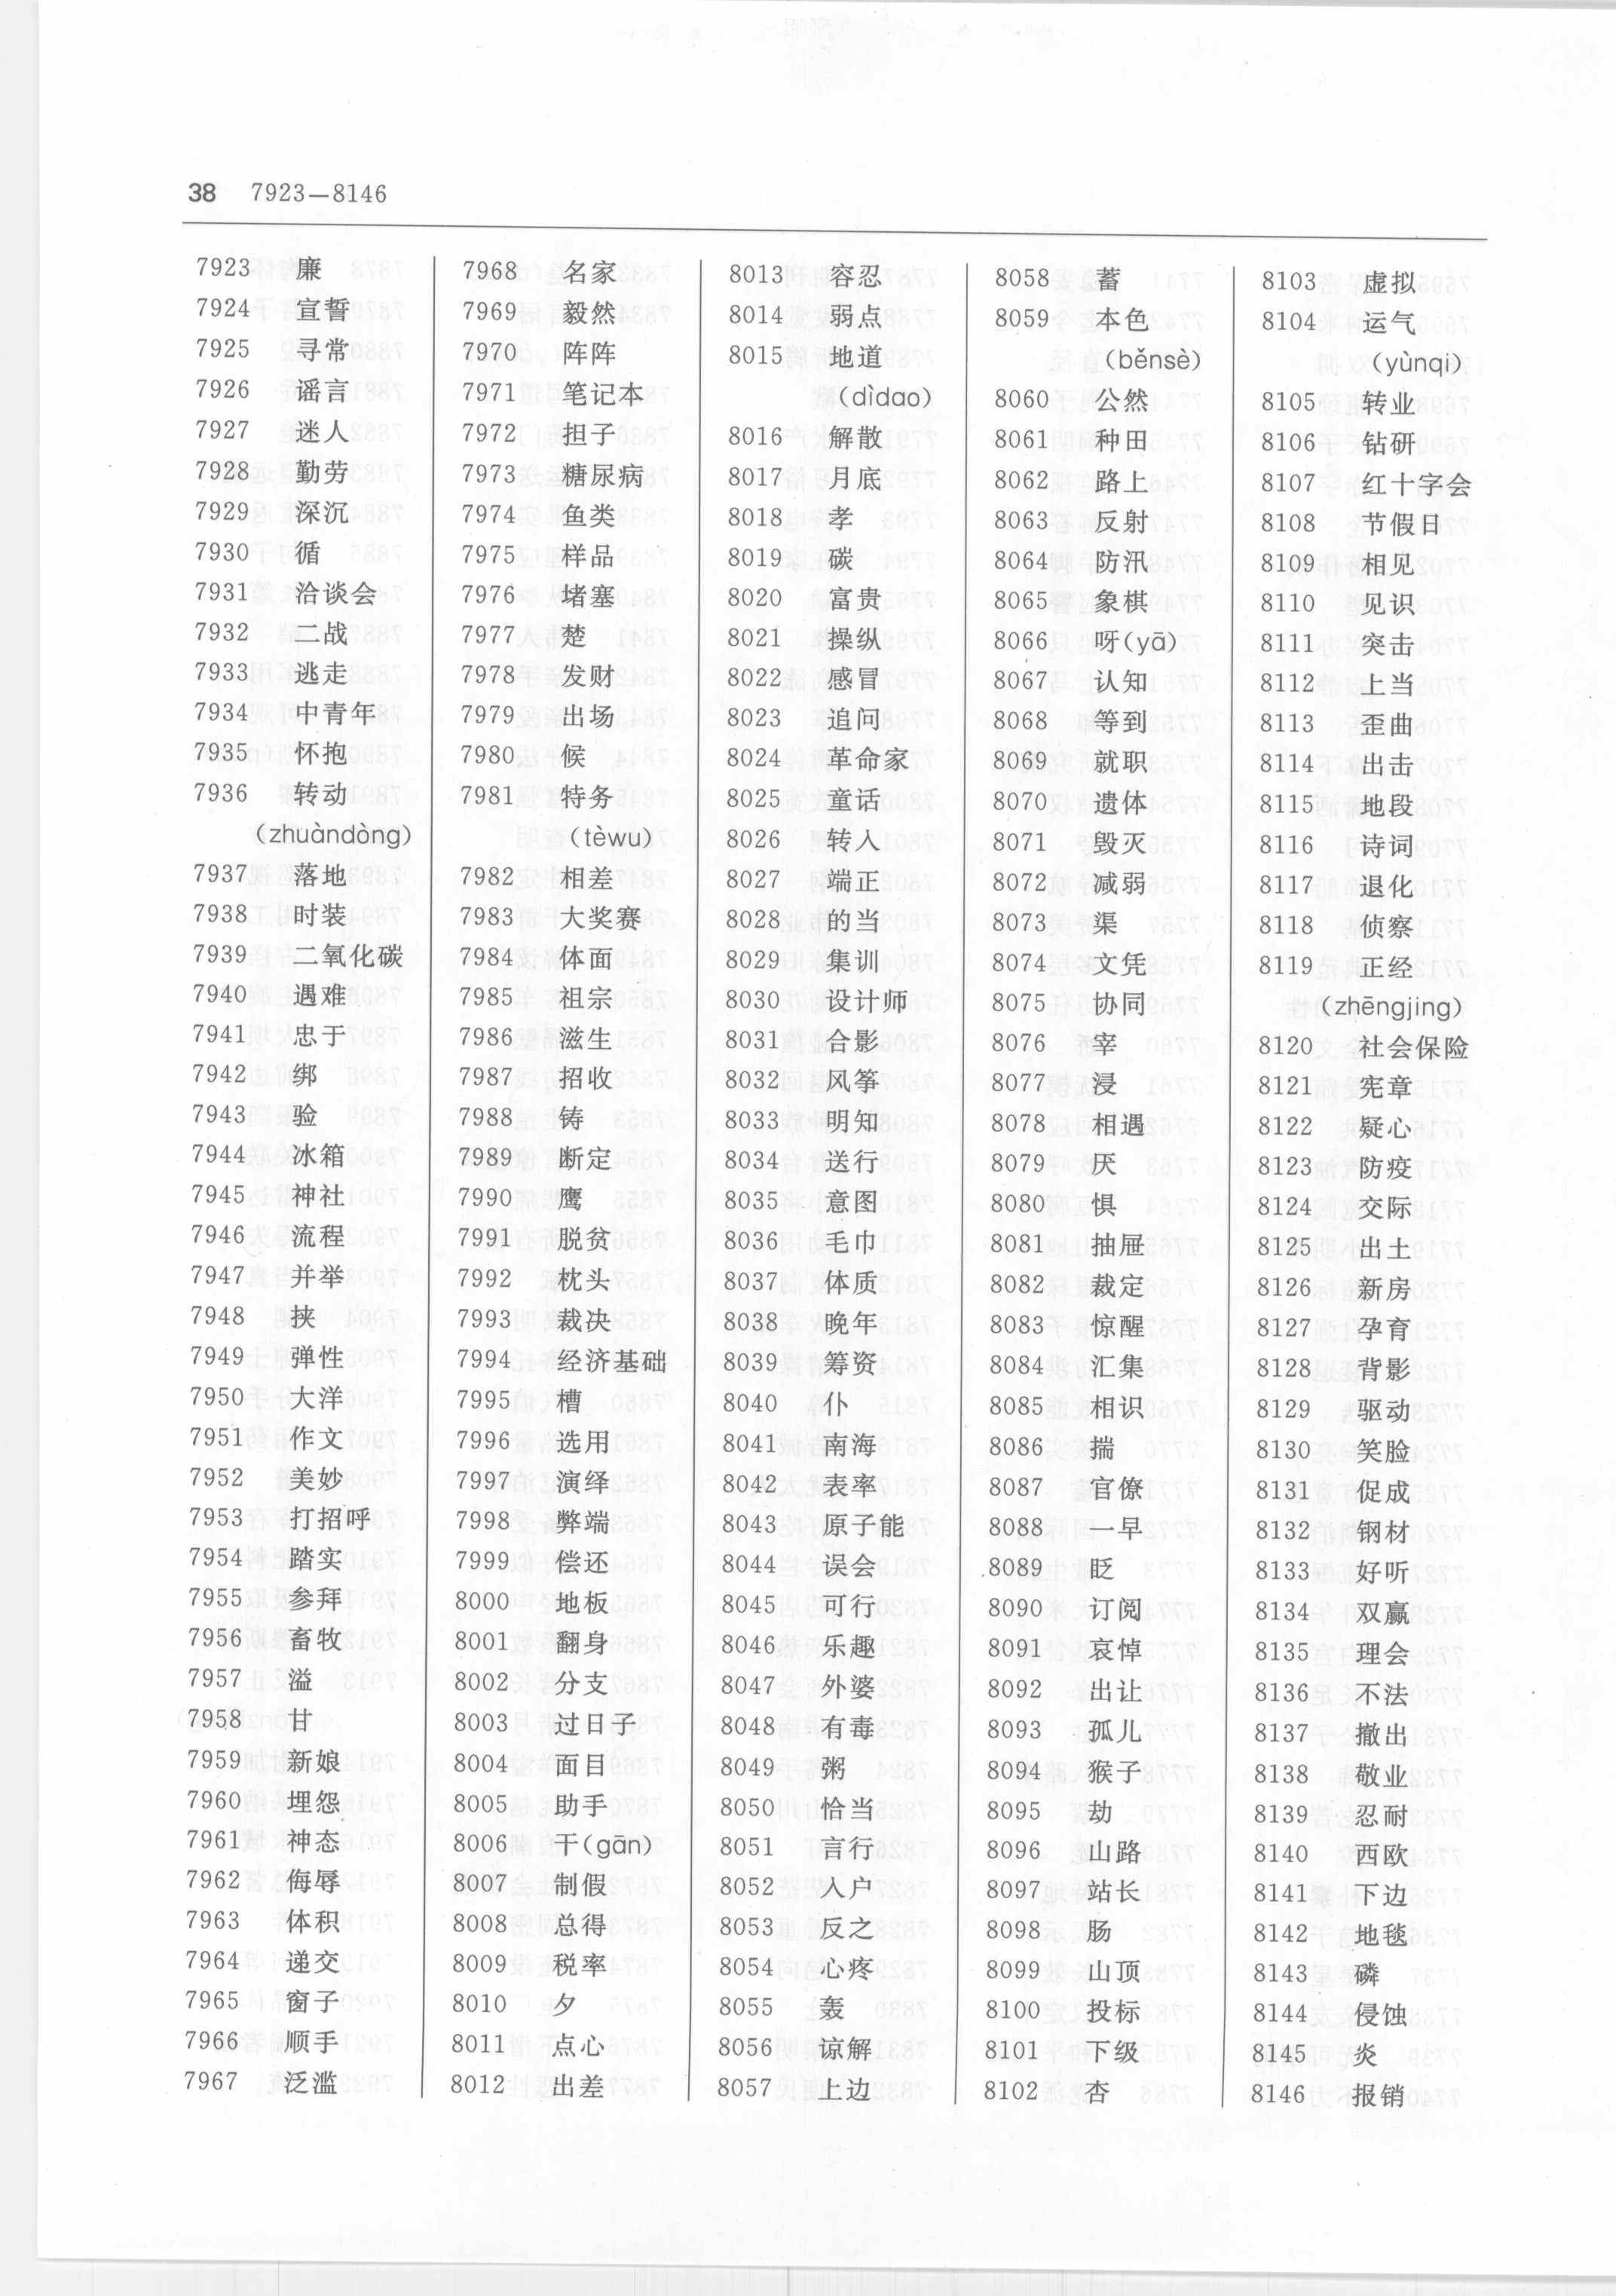 38 7923—8146
7923 廉
7924 宣誓
7925 寻常
7926 谣言
7927 迷人
7928 勤劳
7929 深沉
7930 循
7931 洽谈会
7932 二战
7933 逃走
7934 中青年
7935 怀抱
7936 转动
(zhuàndòng)
7937 落地
7938 时装
7939 二氧化碳
7940 遇难
7941 忠于
7942 绑
7943 验
7944 冰箱
7945 神社
7946 流程
7947 并举
7948 挟
7949 弹性
7950 大洋
7951 作文
7952 美妙
7953 打招呼
7954 踏实
7955 参拜
7956 畜牧
7957 溢
7958 甘
7959 新娘
7960 埋怨
7961 神态
7962 侮辱
7963 体积
7964 递交
7965 窗子
7966 顺手
7967 泛滥
7968 名家
7969 毅然
7970 阵阵
7971 笔记本
7972 担子
7973 糖尿病
7974 鱼类
7975 样品
7976 堵塞
7977 楚
7978 发财
7979 出场
7980 候
7981 特务
(tèwu)
7982 相差
7983 大奖赛
7984 体面
7985 祖宗
7986 滋生
7987 招收
7988 铸
7989 断定
7990 鹰
7991 脱贫
7992 枕头
7993 裁决
7994 经济基础
7995 槽
7996 选用
7997 演绎
7998 弊端
7999 偿还
8000 地板
8001 翻身
8002 分支
8003 过日子
8004 面目
8005 助手
8006 干(gān)
8007 制假
8008 总得
8009 税率
8010 夕
8011 点心
8012 出差
8013 容忍
8014 弱点
8015 地道
(dìdao)
8016 解散
8017 月底
8018 孝
8019 碳
8020 富贵
8021 操纵
8022 感冒
8023 追问
8024 革命家
8025 童话
8026 转人
8027 端正
8028 的当
8029 集训
8030 设计师
8031 合影
8032 风筝
8033 明知
8034 送行
8035 意图
8036 毛巾
8037 体质
8038 晚年
8039 筹资
8040 仆
8041 南海
8042 表率
8043 原子能
8044 误会
8045 可行
8046 乐趣
8047 外婆
8048 有毒
8049 粥
8050 恰当
8051 言行
8052 人户
8053 反之
8054 心疼
8055 轰
8056 谅解
8057 上边
8058 蓄
8059 本色
(běnsè)
8060 公然
8061 种田
8062 路上
8063 反射
8064 防汛
8065 象棋
8066 呀(yā)
8067 认知
8068 等到
8069 就职
8070 遗体
8071 毁灭
8072 减弱
8073 渠
8074 文凭
8075 协同
8076 宰
8077 浸
8078 相遇
8079 厌
8080 惧
8081 抽屉
8082 裁定
8083 惊醒
8084 汇集
8085 相识
8086 揣
8087 官僚
8088 一早
8089 眨
8090 订阅
8091 哀悼
8092 出让
8093 孤儿
8094 猴子
8095 劫
8096 山路
8097 站长
8098 肠
8099 山顶
8100 投标
8101 下级
8102 杏
8103 虚拟
8104 运气
(yùnqi)
8105 转业
8106 钻研
8107 红十字会
8108 节假日
8109 相见
8110 见识
8111 突击
8112 上当
8113 歪曲
8114 出击
8115 地段
8116 诗词
8117 退化
8118 侦察
8119 正经
(zhēngjing)
8120 社会保险
8121 宪章
8122 疑心
8123 防疫
8124 交际
8125 出土
8126 新房
8127 孕育
8128 背影
8129 驱动
8130 笑脸
8131 促成
8132 钢材
8133 好听
8134 双赢
8135 理会
8136 不法
8137 撤出
8138 敬业
8139 忍耐
8140 西欧
8141 下边
8142 地毯
8143 磷
8144 侵蚀
8145 炎
8146 报销